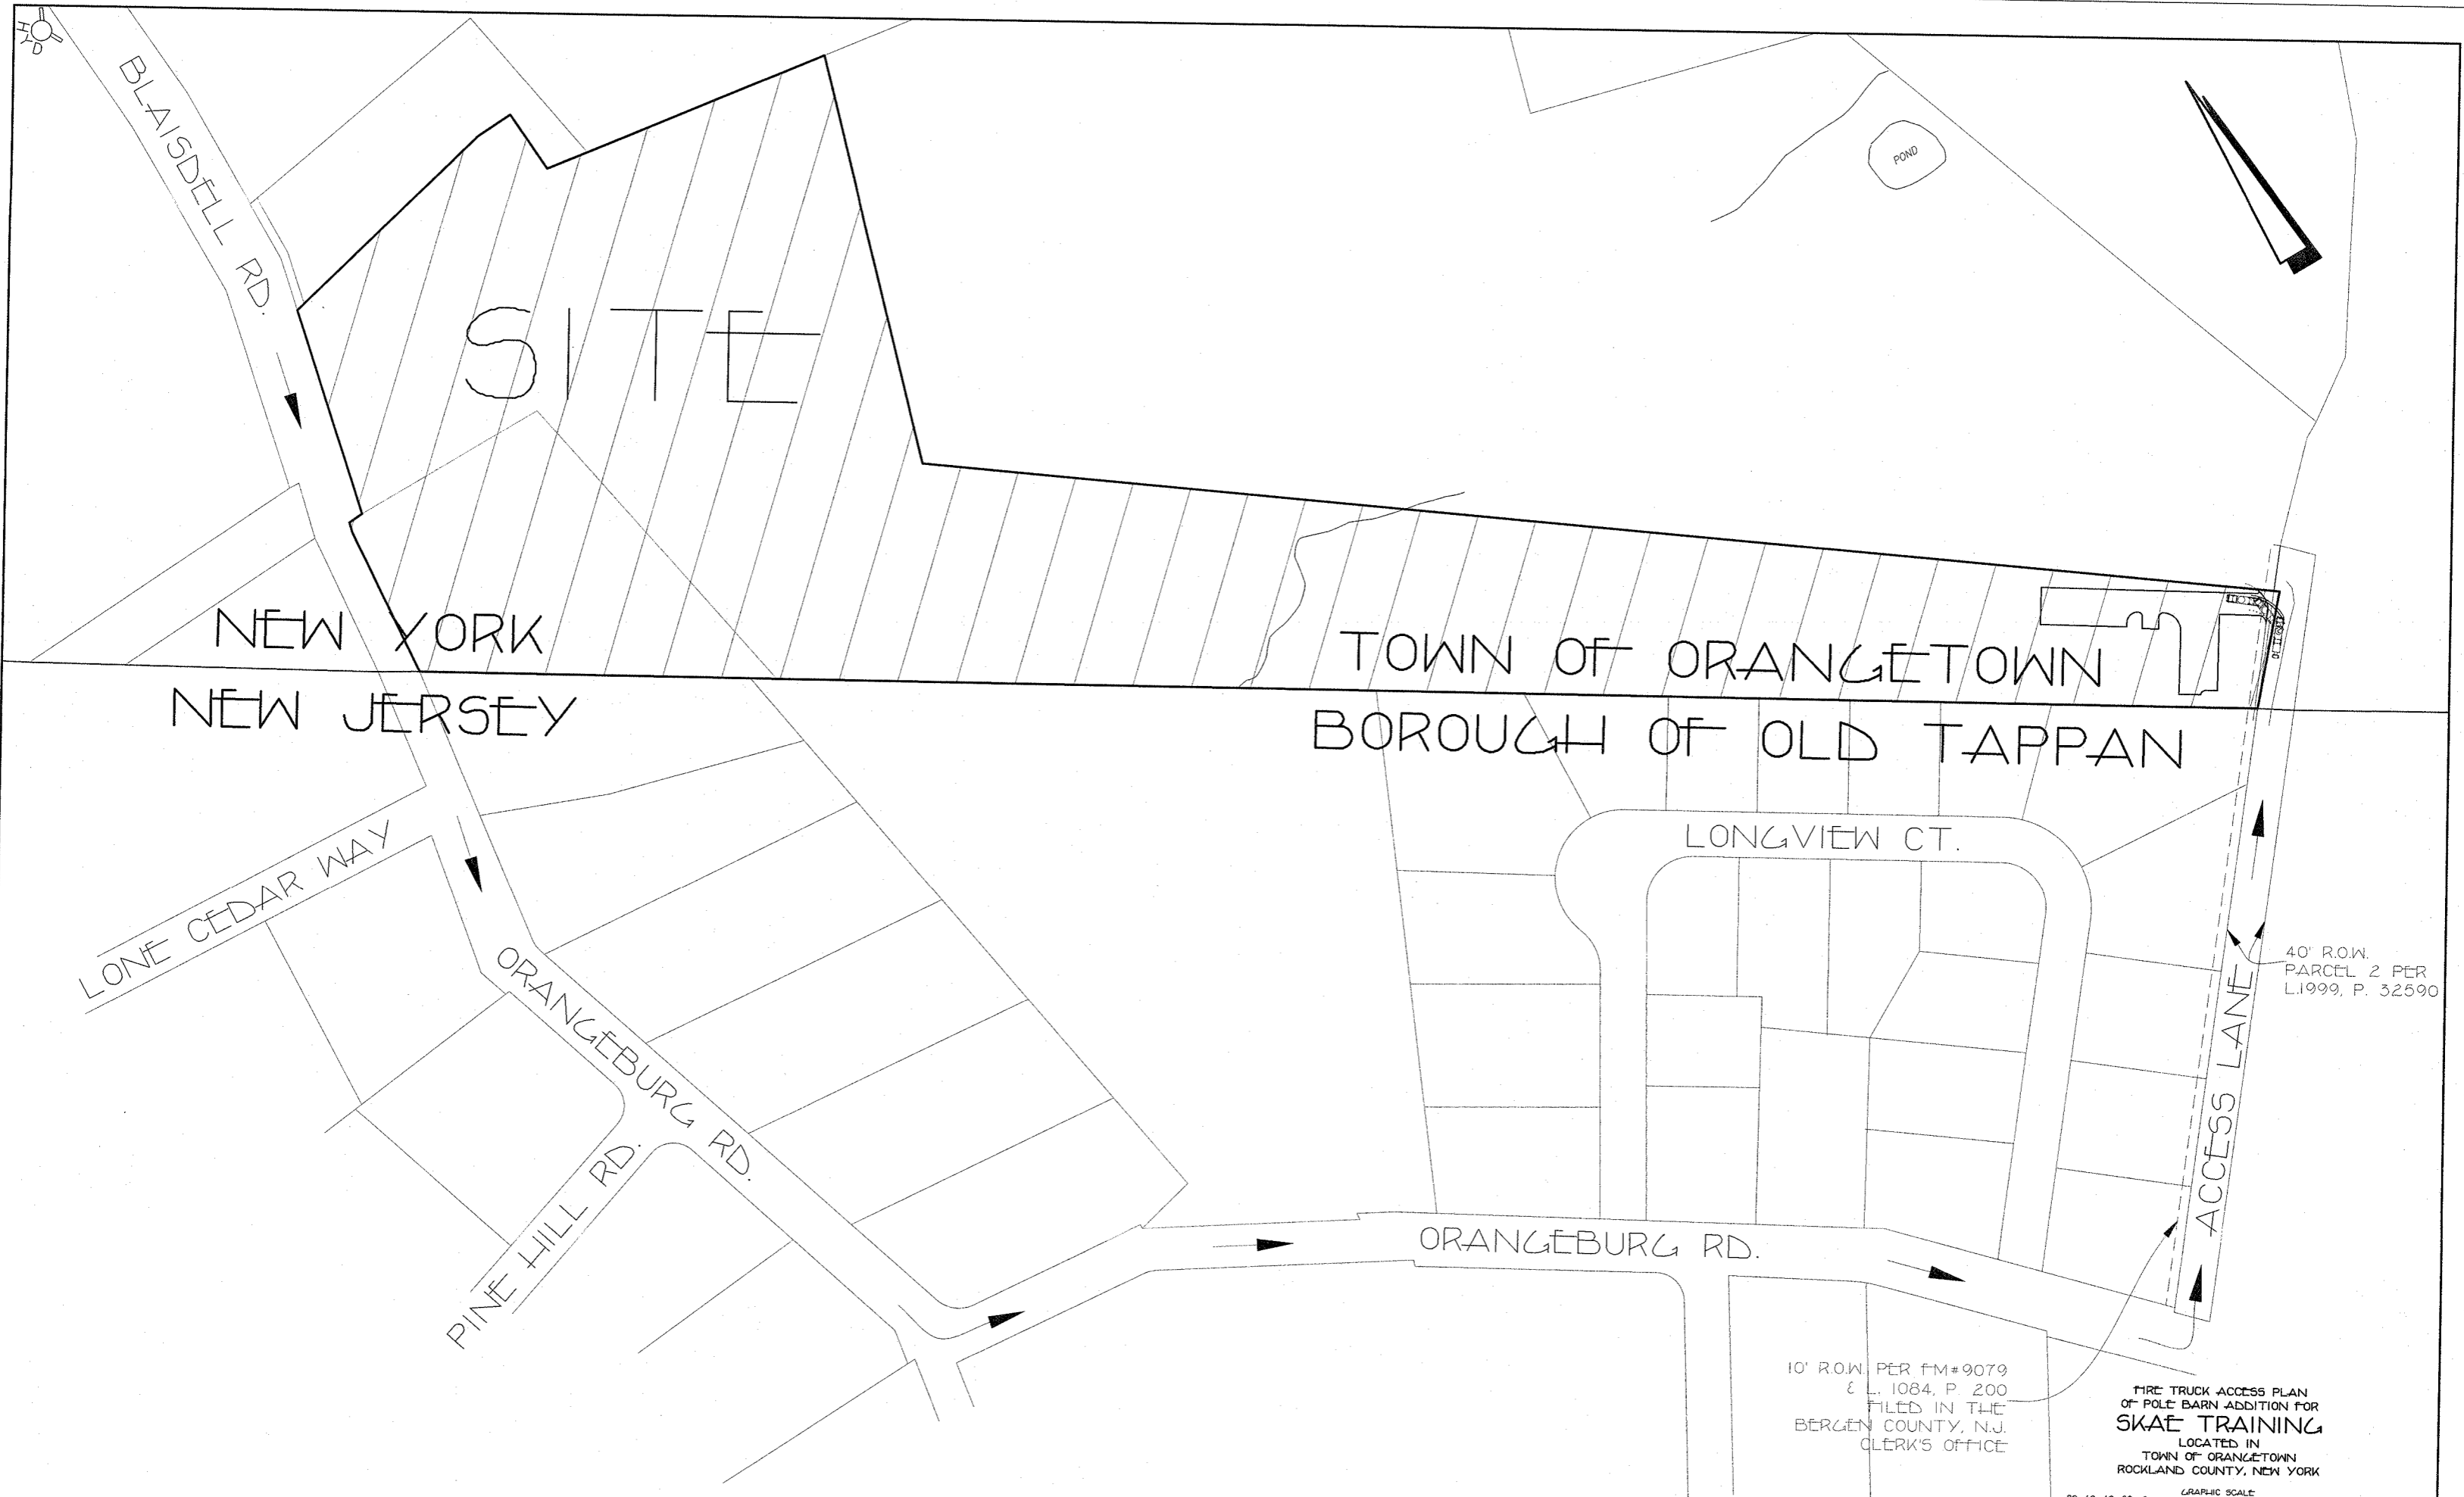 HYD
BLAISDELL RD.
POND
SITE
NEW YORK
NEW JERSEY
TOWN OF ORANGETOWN
BOROUGH OF OLD TAPPAN
LONGVIEW CT.
LONE CEDAR WAY
ORANGEBURG RD.
PINE HILL RD.
40' R.O.W.
PARCEL 2 PER
L.1999, P. 32590
ACCESS LANE
ORANGEBURG RD.
10' R.O.W. PER FM#9079
& L. 1084, P. 200
FILED IN THE
BERGEN COUNTY, N.J.
CLERK'S OFFICE
FIRE TRUCK ACCESS PLAN
OF POLE BARN ADDITION FOR
SKAE TRAINING
LOCATED IN
TOWN OF ORANGETOWN
ROCKLAND COUNTY, NEW YORK
GRAPHIC SCALE